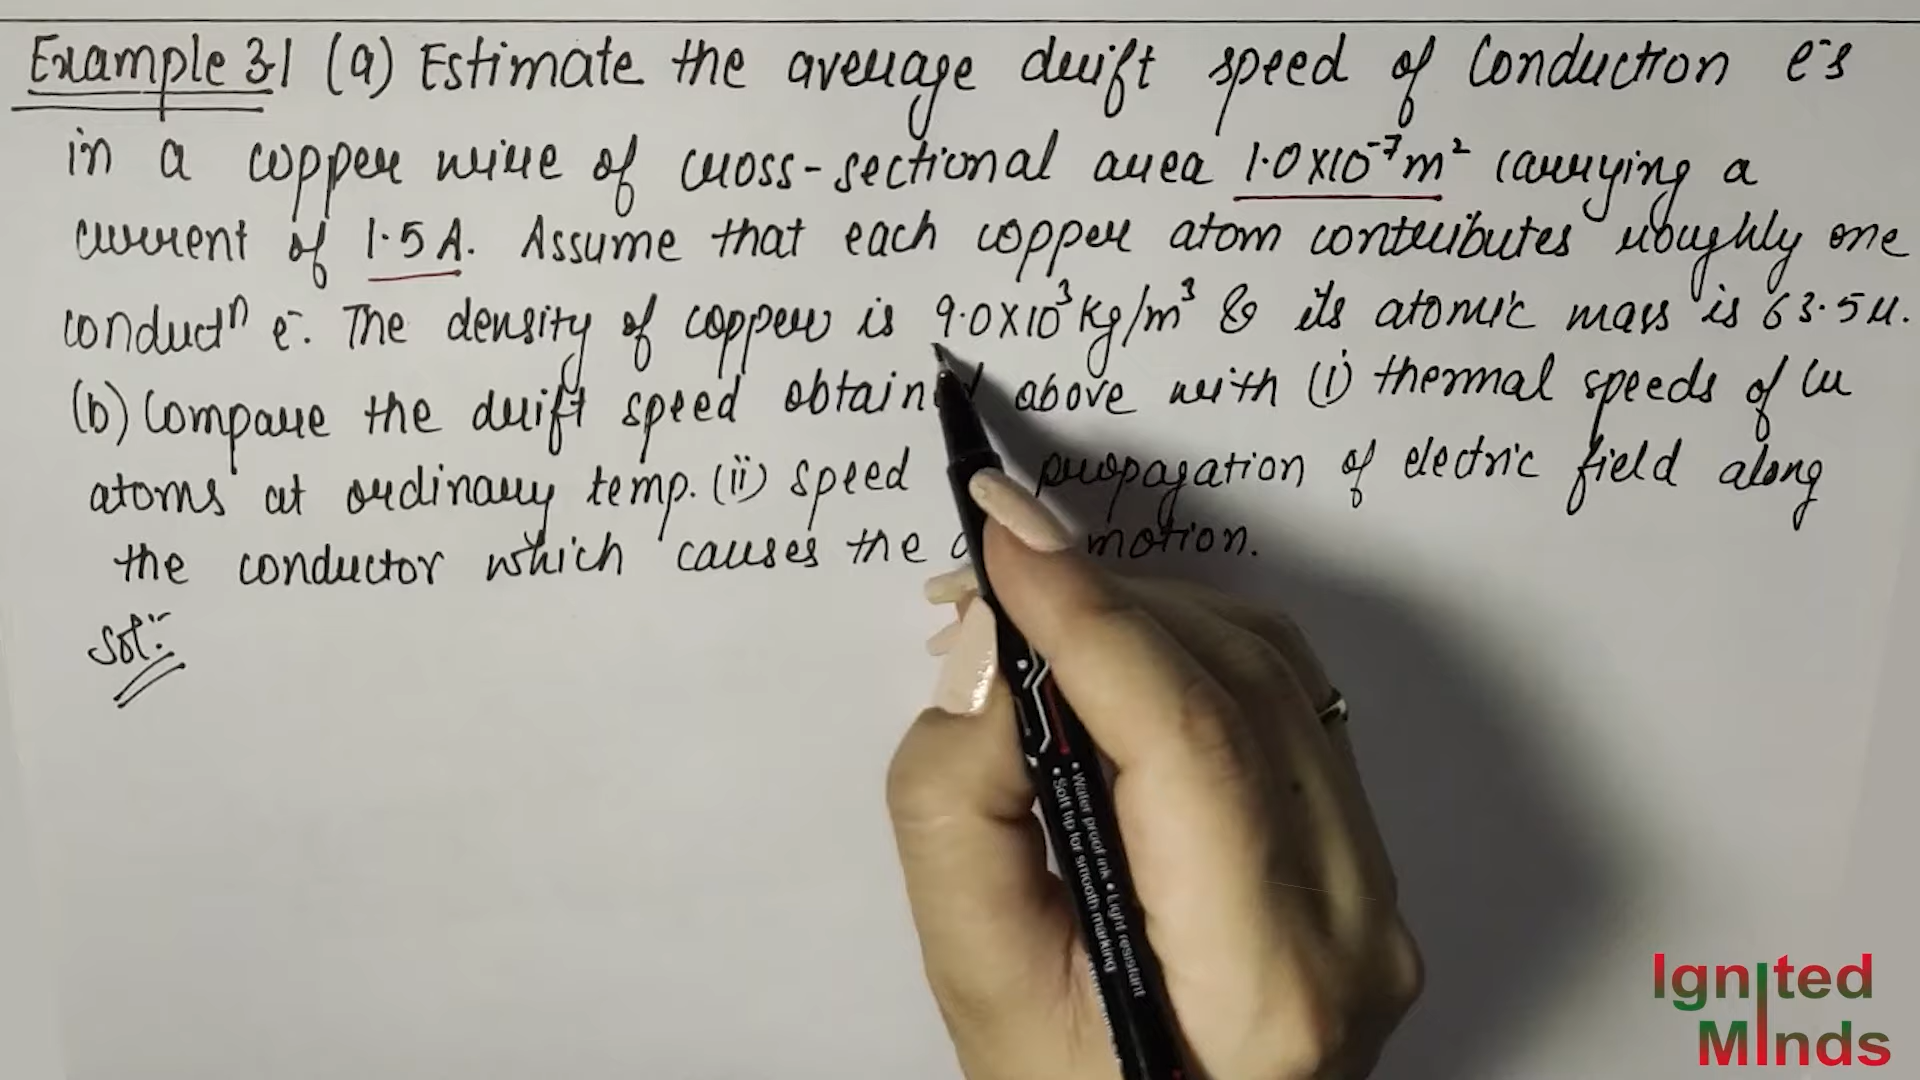 Example 3.1 (a) Estimate the average drift speed of conduction e⁻s
in a copper wire of cross-sectional area 1.0×10⁻⁷m² carrying a
current of 1.5 A. Assume that each copper atom contributes roughly one
conductⁿ e⁻. The density of copper is 9.0×10³ kg/m³ & its atomic mass is 63.5u.
(b) Compare the drift speed obtained above with (i) thermal speeds of Cu
atoms at ordinary temp. (ii) speed propagation of electric field along
the conductor which causes the motion.
Sol:-
• Water proof ink • Light resistant
• Soft tip for smooth marking
Ignited
Minds